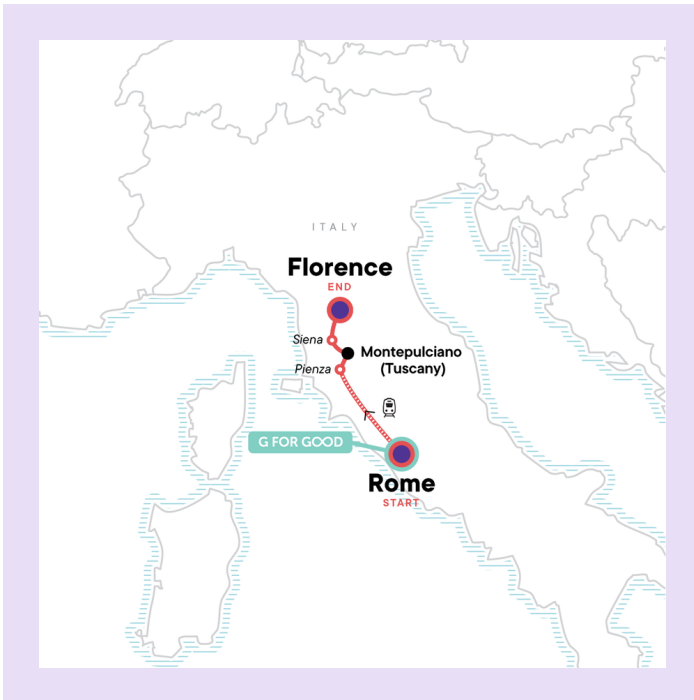 ITALY
Florence
END
Siena
Montepulciano
(Tuscany)
Pienza
G FOR GOOD
Rome
START